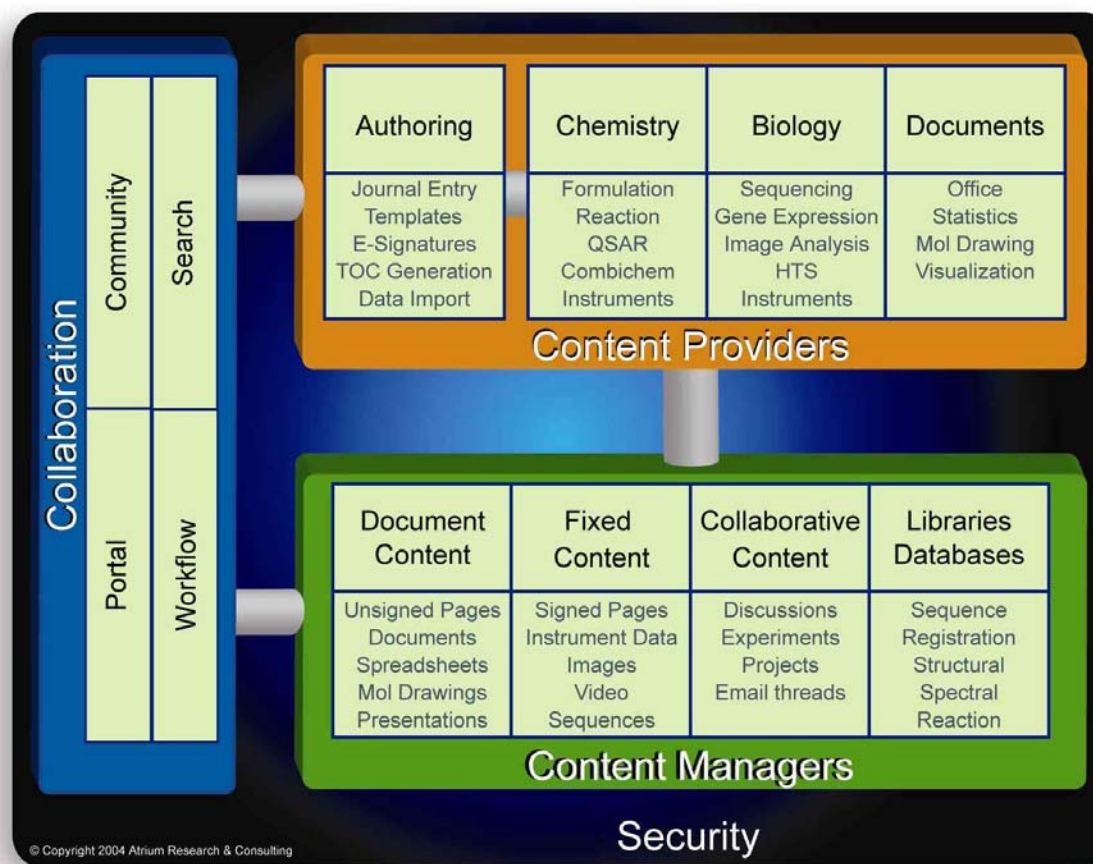 Collaboration
Community
Search
Portal
Workflow
Authoring
Journal Entry
Templates
E-Signatures
TOC Generation
Data Import
Chemistry
Formulation
Reaction
QSAR
Combichem
Instruments
Biology
Sequencing
Gene Expression
Image Analysis
HTS
Instruments
Documents
Office
Statistics
Mol Drawing
Visualization
Content Providers
Document
Content
Unsigned Pages
Documents
Spreadsheets
Mol Drawings
Presentations
Fixed
Content
Signed Pages
Instrument Data
Images
Video
Sequences
Collaborative
Content
Discussions
Experiments
Projects
Email threads
Libraries
Databases
Sequence
Registration
Structural
Spectral
Reaction
Content Managers
Security
© Copyright 2004 Atrium Research & Consulting